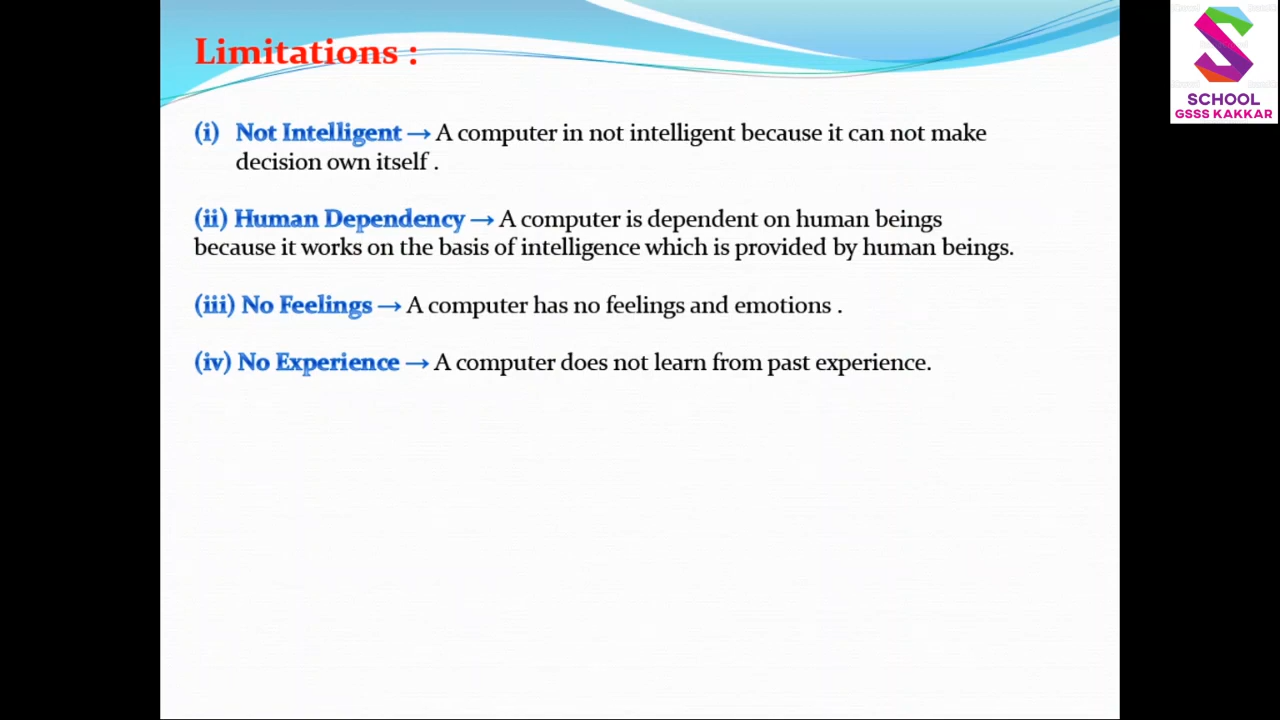 Limitations :
(i) Not Intelligent → A computer in not intelligent because it can not make
decision own itself .
(ii) Human Dependency → A computer is dependent on human beings
because it works on the basis of intelligence which is provided by human beings.
(iii) No Feelings → A computer has no feelings and emotions .
(iv) No Experience → A computer does not learn from past experience.
SCHOOL
GSSS KAKKAR